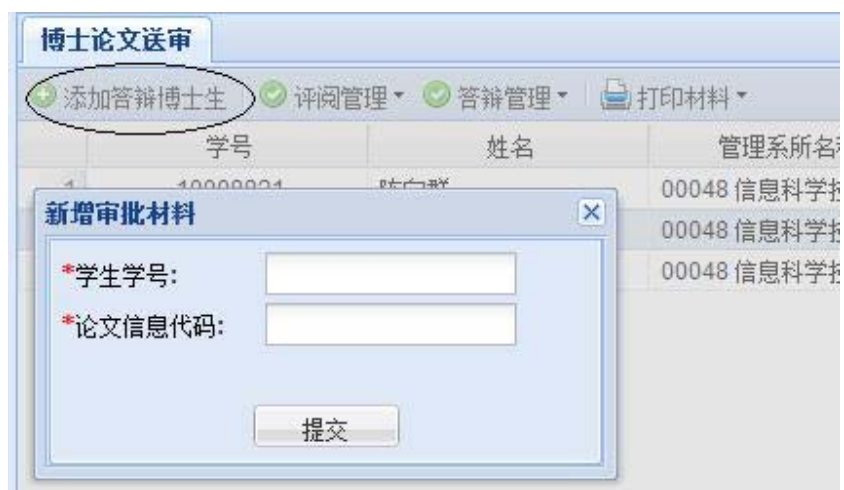 博士论文送审
添加答辩博士生 评阅管理 答辩管理 打印材料
学号 姓名 管理系所名
00048 信息科学技
新增审批材料
00048 信息科学技
*学生学号:
00048 信息科学技
*论文信息代码:
提交